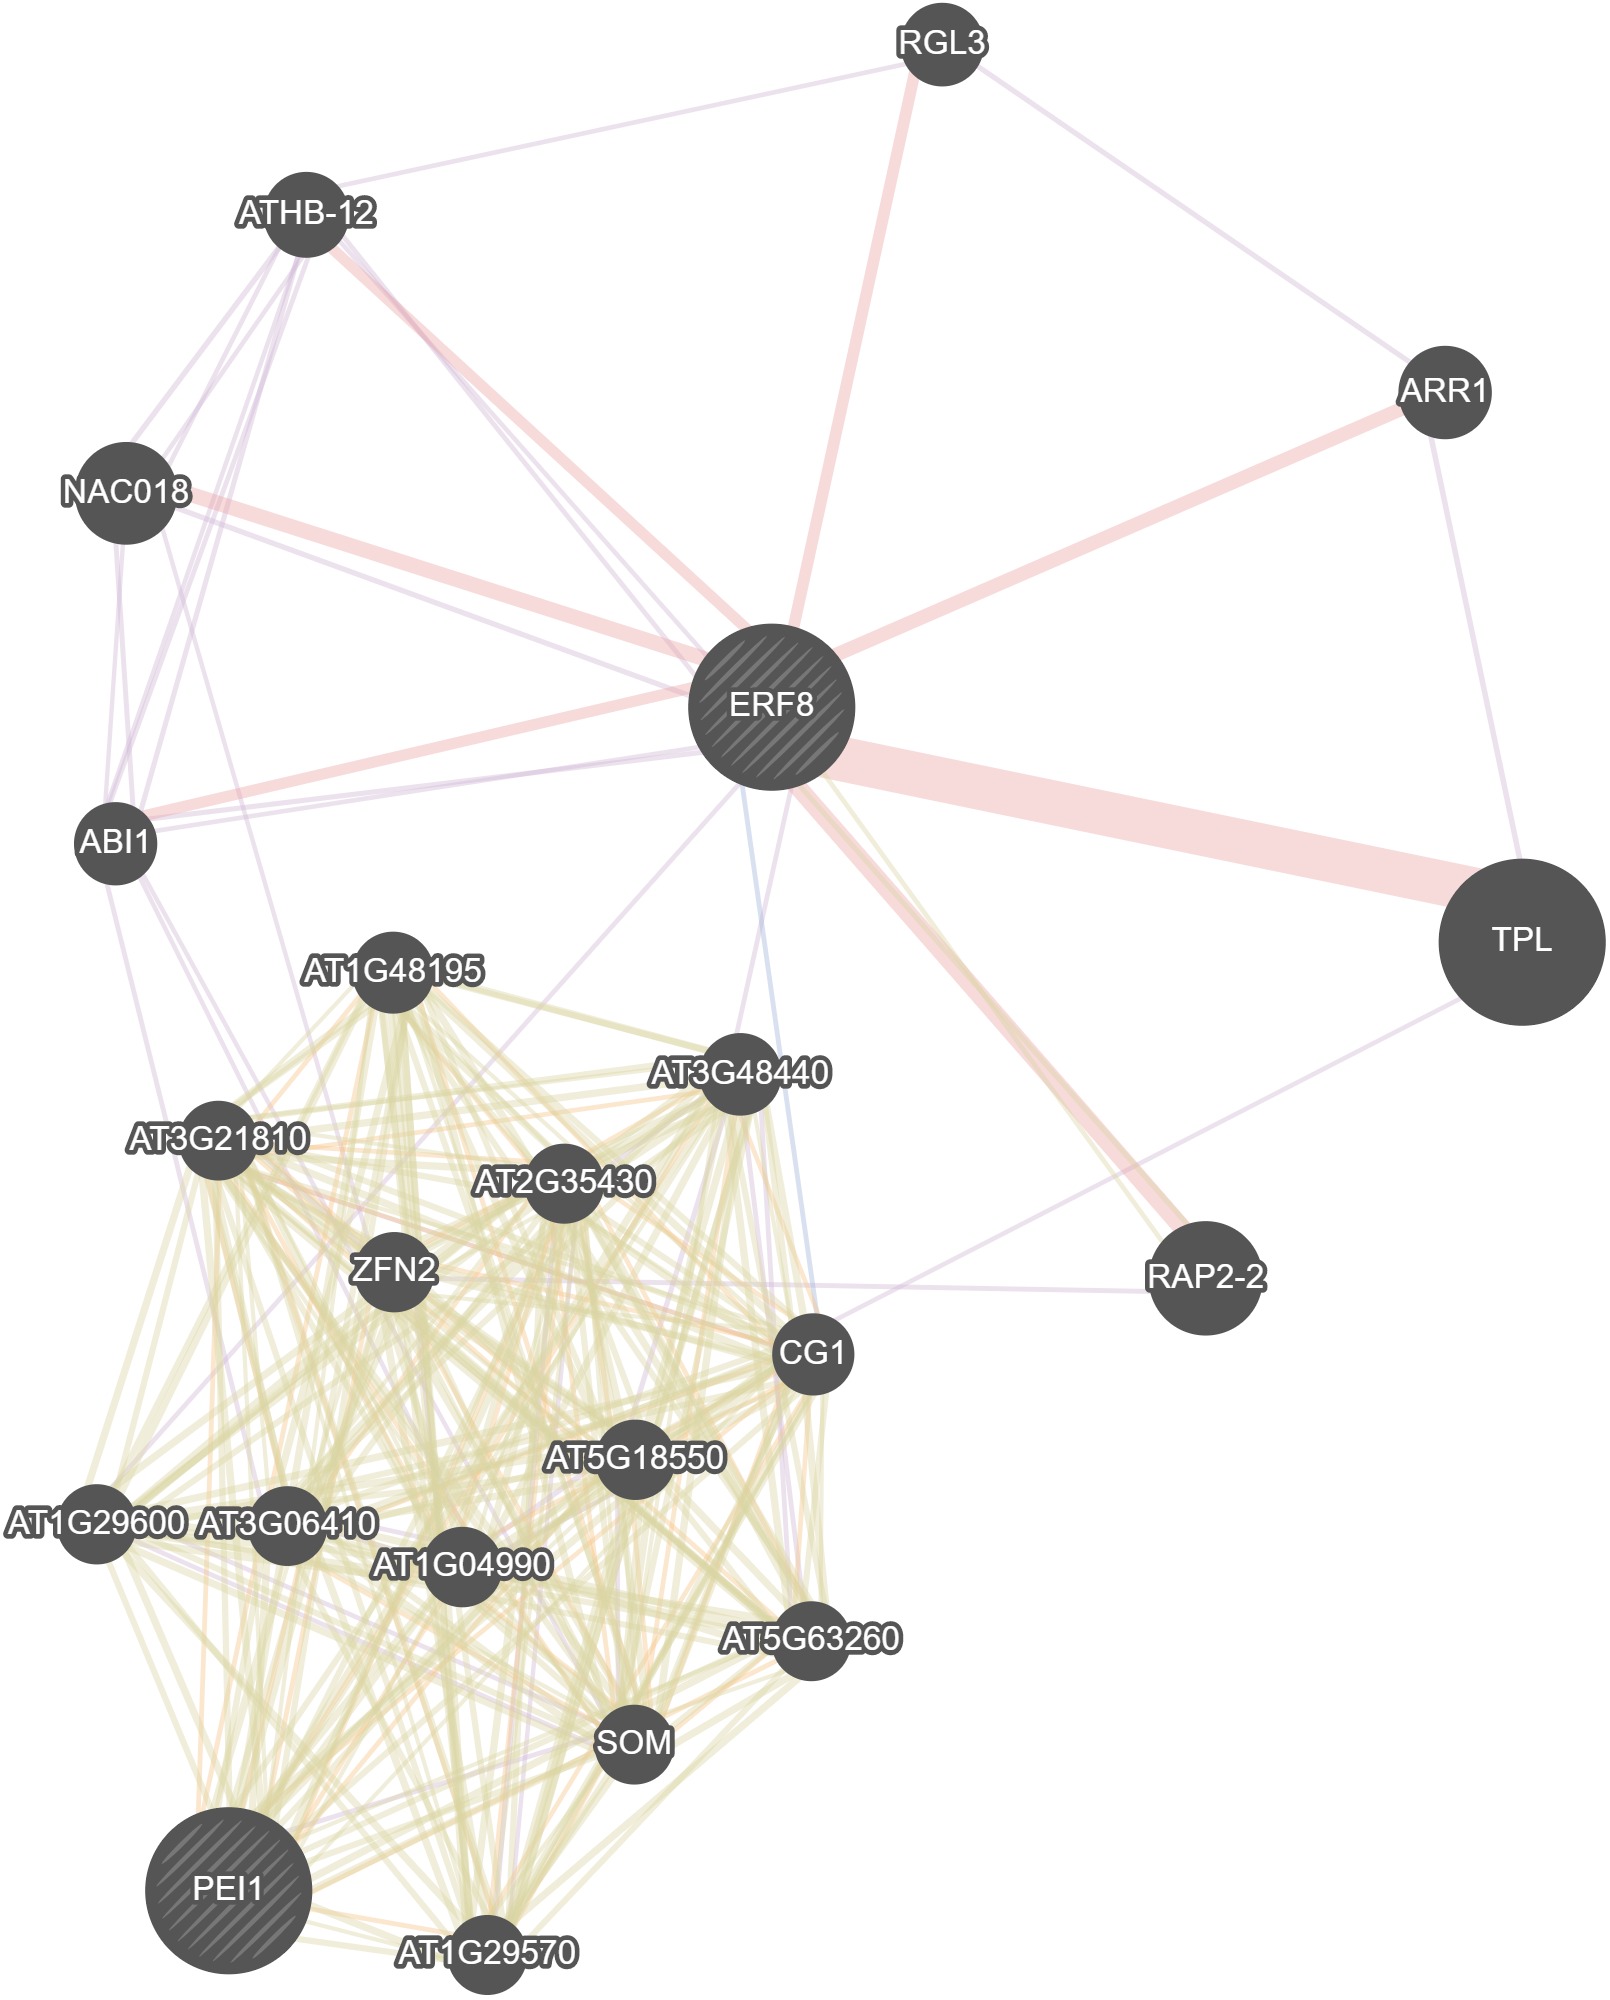 RGL3
ATHB-12
ARR1
NAC018
ERF8
ABI1
TPL
AT1G48195
AT3G48440
AT3G21810
AT2G35430
ZFN2
RAP2-2
CG1
AT5G18550
AT1G29600
AT3G06410
AT1G04990
AT5G63260
SOM
PEI1
AT1G29570